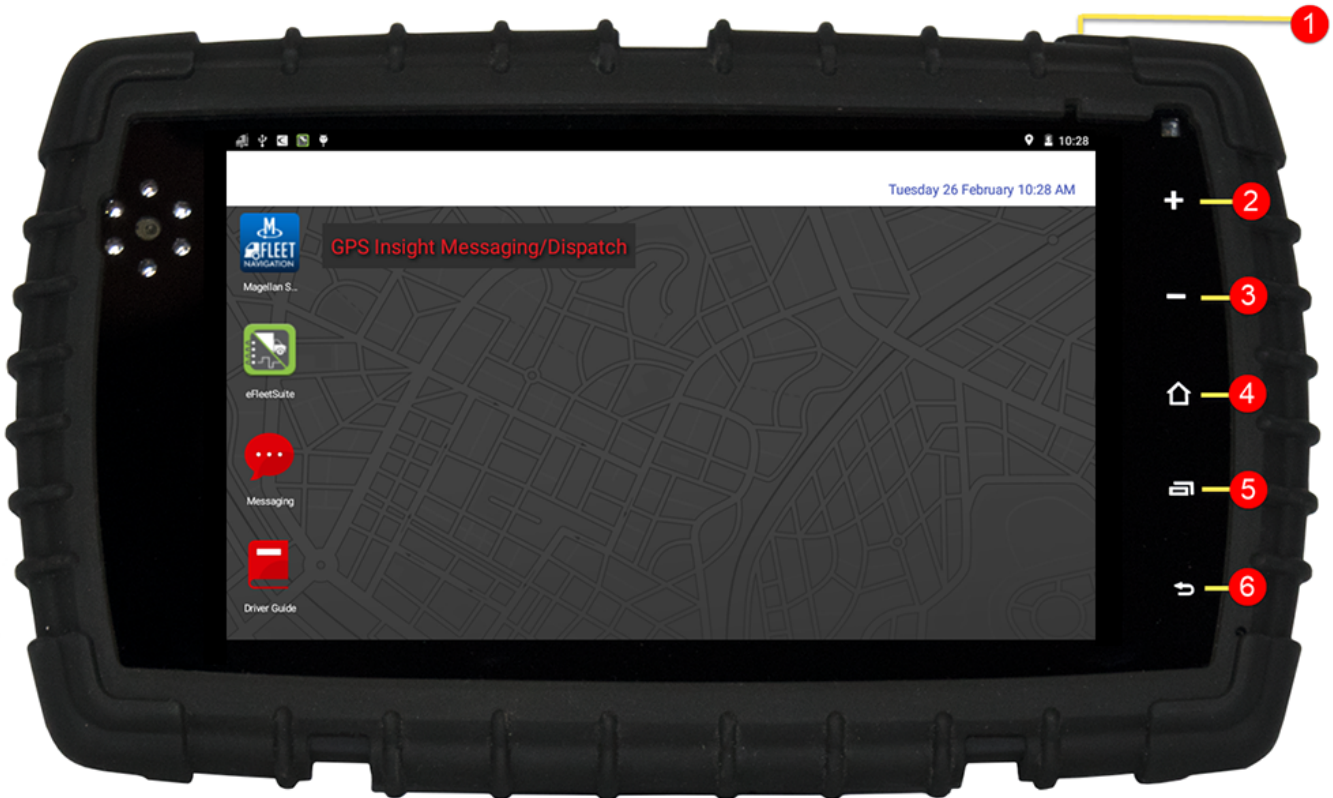 1
10:28
Tuesday 26 February 10:28 AM
2
M
FLEET
NAVIGATION
GPS Insight Messaging/Dispatch
Magellan S...
3
eFleetSuite
4
Messaging
5
Driver Guide
6